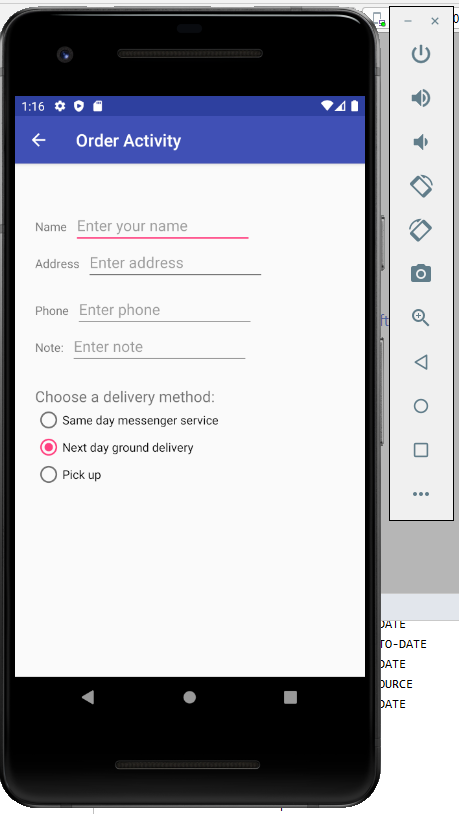 1:16
Order Activity
Name Enter your name
Address Enter address
Phone Enter phone
Note: Enter note
Choose a delivery method:
Same day messenger service
Next day ground delivery
Pick up
DATE
TO-DATE
DATE
OURCE
DATE